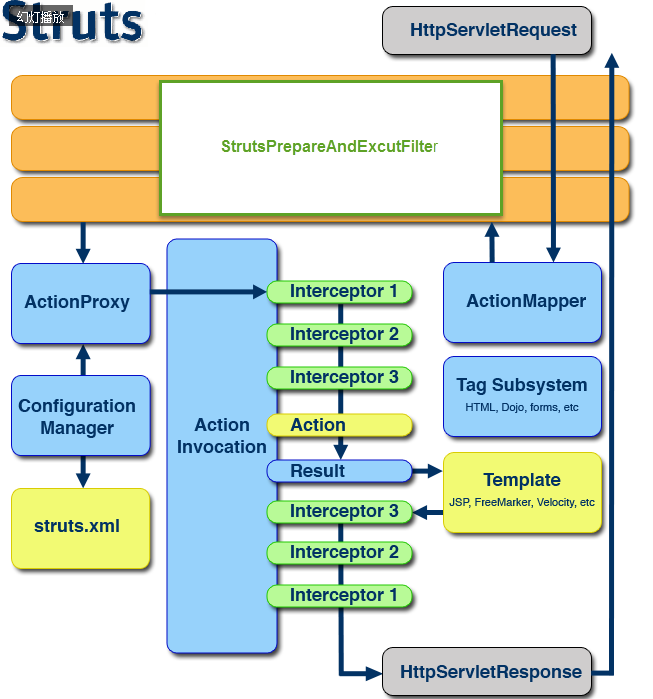 幻灯播放
Struts
HttpServletRequest
StrutsPrepareAndExcutFilter
ActionProxy
Interceptor 1
ActionMapper
Interceptor 2
Interceptor 3
Tag Subsystem
HTML, Dojo, forms, etc
Configuration
Manager
Action
Invocation
Action
Result
Template
JSP, FreeMarker, Velocity, etc
struts.xml
Interceptor 3
Interceptor 2
Interceptor 1
HttpServletResponse